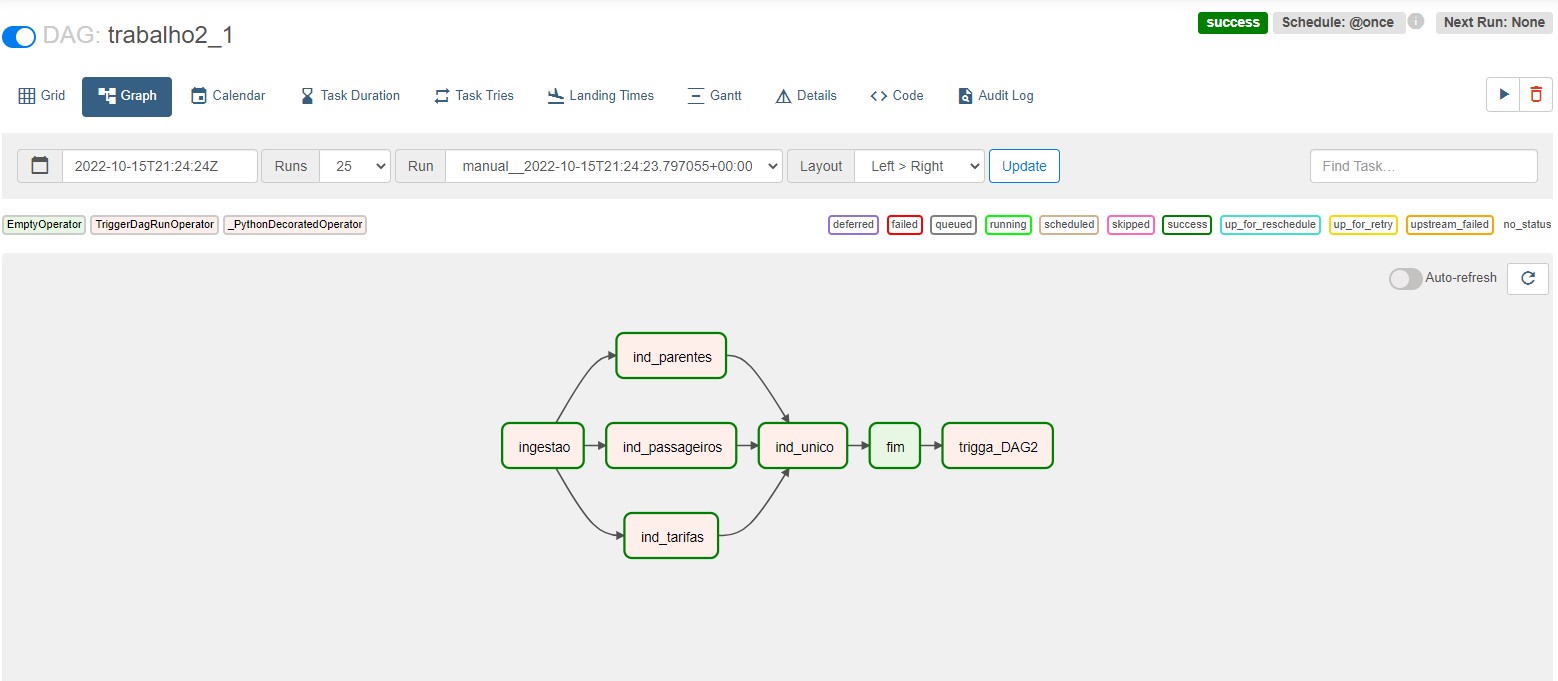 DAG: trabalho2_1
success Schedule: @once i Next Run: None
Grid Graph Calendar Task Duration Task Tries Landing Times Gantt Details Code Audit Log
2022-10-15T21:24:24Z Runs 25 Run manual__2022-10-15T21:24:23.797055+00:00 Layout Left > Right Update Find Task...
EmptyOperator TriggerDagRunOperator _PythonDecoratedOperator deferred failed queued running scheduled skipped success up_for_reschedule up_for_retry upstream_failed no_status
Auto-refresh
ind_parentes
ingestao ind_passageiros ind_unico fim trigga_DAG2
ind_tarifas